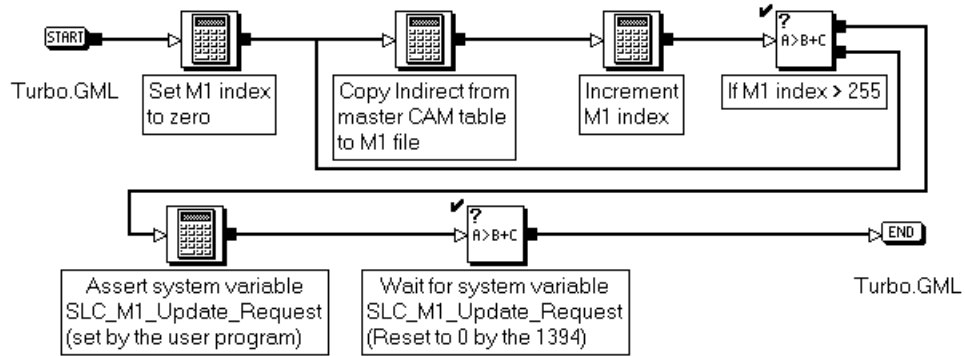 START
Turbo.GML
Set M1 index
to zero
Copy Indirect from
master CAM table
to M1 file
Increment
M1 index
?
A>B+C
If M1 index > 255
Assert system variable
SLC_M1_Update_Request
(set by the user program)
?
A>B+C
Wait for system variable
SLC_M1_Update_Request
(Reset to 0 by the 1394)
END
Turbo.GML